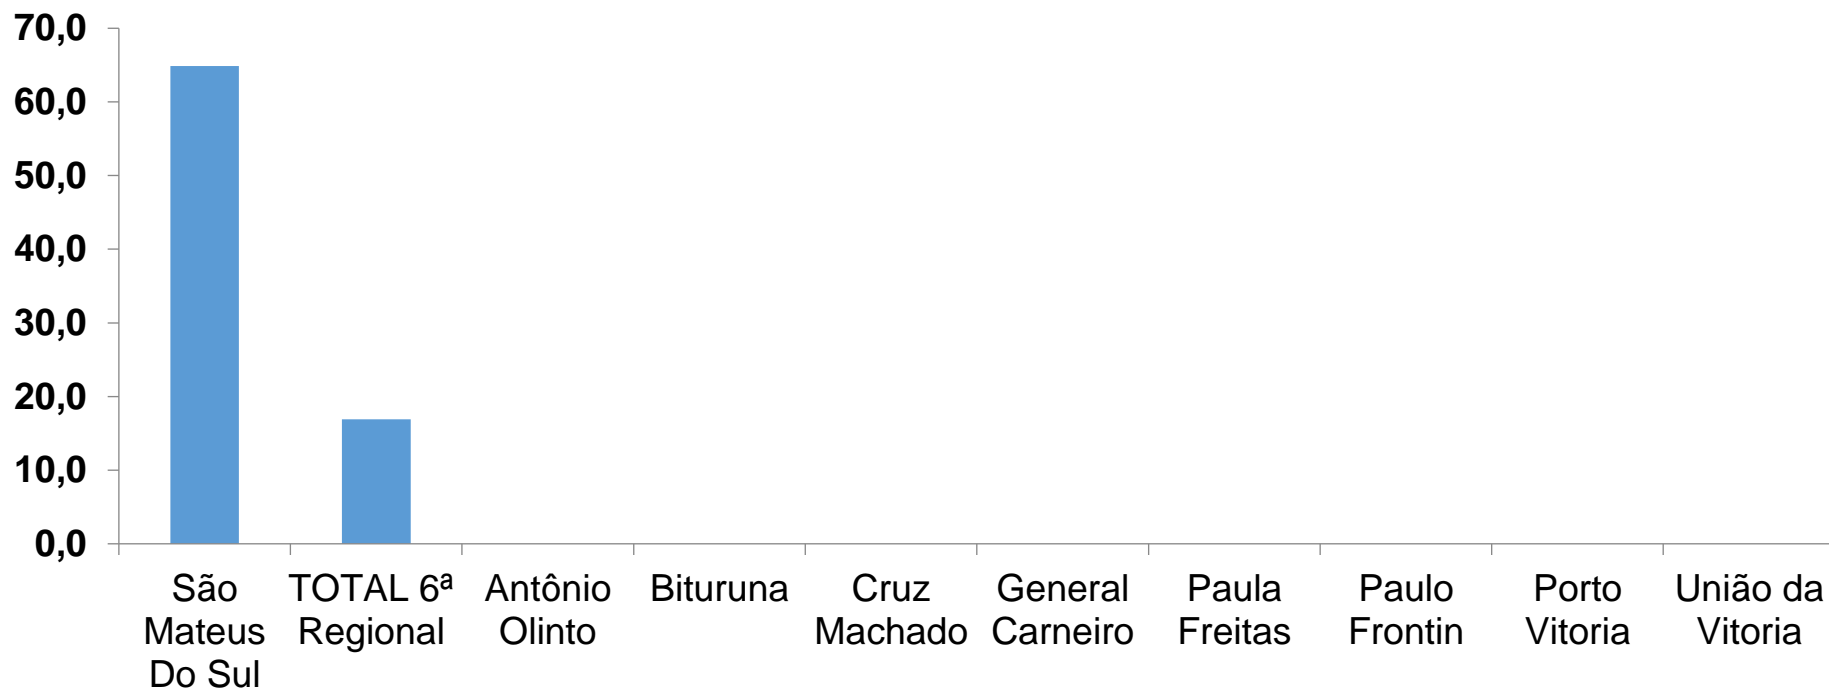 70,0
60,0
50,0
40,0
30,0
20,0
10,0
0,0
São
Mateus
Do Sul
TOTAL 6ª
Regional
Antônio
Olinto
Bituruna
Cruz
Machado
General
Carneiro
Paula
Freitas
Paulo
Frontin
Porto
Vitoria
União da
Vitoria